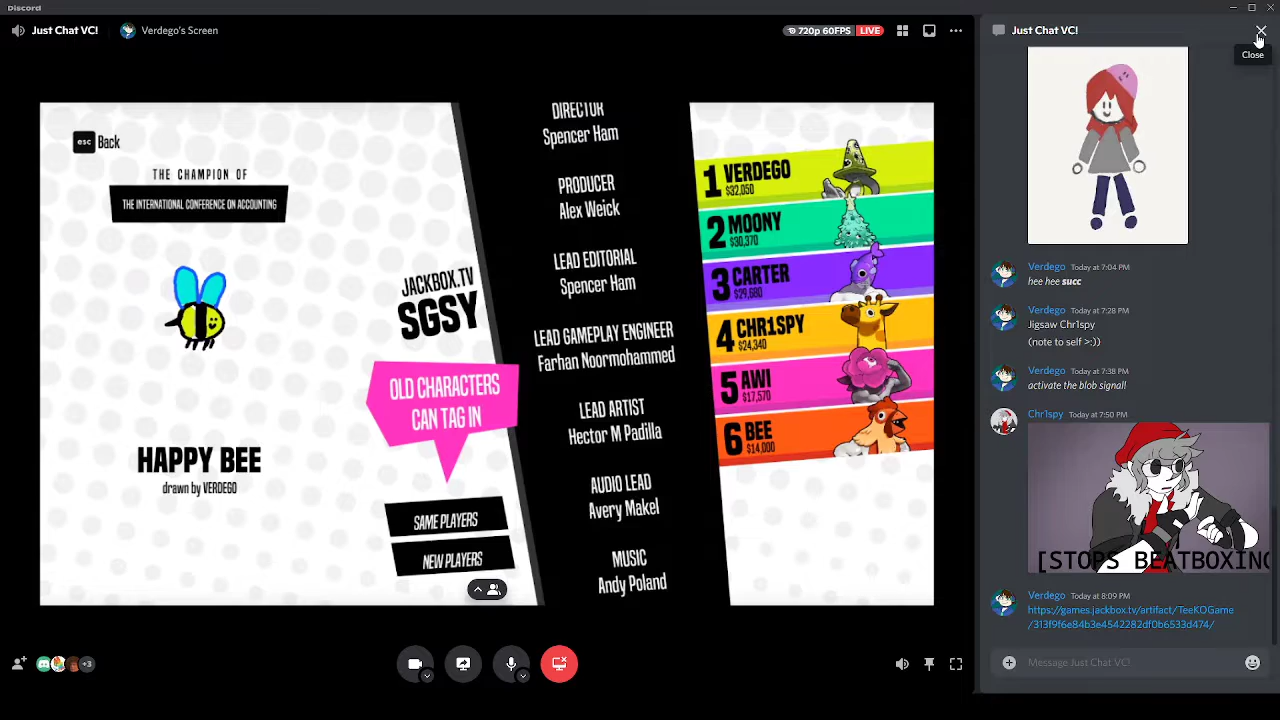 Discord
Just Chat VC!
Verdego's Screen
720p 60FPS LIVE
esc Back
THE CHAMPION OF
THE INTERNATIONAL CONFERENCE ON ACCOUNTING
HAPPY BEE
drawn by VERDEGO
JACKBOX.TV
SGSY
OLD CHARACTERS
CAN TAG IN
SAME PLAYERS
NEW PLAYERS
DIRECTOR
Spencer Ham
PRODUCER
Alex Weick
LEAD EDITORIAL
Spencer Ham
LEAD GAMEPLAY ENGINEER
Farhan Noormohammed
LEAD ARTIST
Hector M Padilla
AUDIO LEAD
Avery Makel
MUSIC
Andy Poland
1 VERDEGO
$32,050
2 MOONY
$30,370
3 CARTER
$29,680
4 CHR1SPY
$24,340
5 AWI
$17,570
6 BEE
$14,000
+3
Just Chat VC!
Close
Verdego Today at 7:04 PM
hee hee succ
Verdego Today at 7:28 PM
Jigsaw Chr1spy
(note to self >:))
Verdego Today at 7:38 PM
activate the blob signal!
Chr1spy Today at 7:50 PM
[STOPS BEATBOXING
Verdego Today at 8:09 PM
https://games.jackbox.tv/artifact/TeeKOGame
/313f9f6e84b3e4542282df0b6533d474/
Message Just Chat VC!